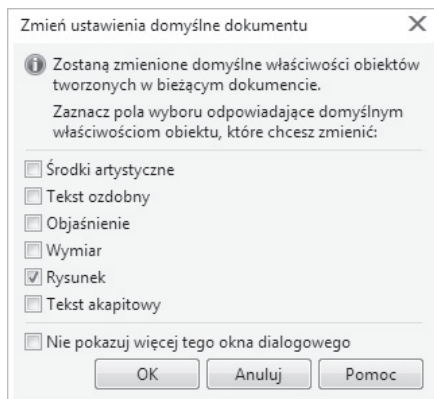 Zmień ustawienia domyślne dokumentu
Zostaną zmienione domyślne właściwości obiektów
tworzonych w bieżącym dokumencie.
Zaznacz pola wyboru odpowiadające domyślnym
właściwościom obiektu, które chcesz zmienić:
Środki artystyczne
Tekst ozdobny
Objaśnienie
Wymiar
Rysunek
Tekst akapitowy
Nie pokazuj więcej tego okna dialogowego
OK Anuluj Pomoc